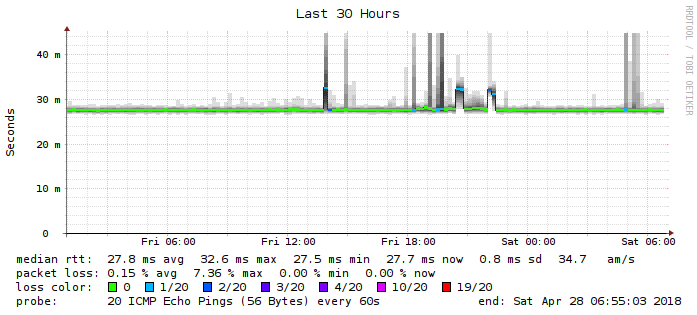 Last 30 Hours
RRDTOOL / TOBI OETIKER
Seconds
40 m
30 m
20 m
10 m
0
Fri 06:00 Fri 12:00 Fri 18:00 Sat 00:00 Sat 06:00
median rtt: 27.8 ms avg 32.6 ms max 27.5 ms min 27.7 ms now 0.8 ms sd 34.7 am/s
packet loss: 0.15 % avg 7.36 % max 0.00 % min 0.00 % now
loss color: 0 1/20 2/20 3/20 4/20 10/20 19/20
probe: 20 ICMP Echo Pings (56 Bytes) every 60s end: Sat Apr 28 06:55:03 2018